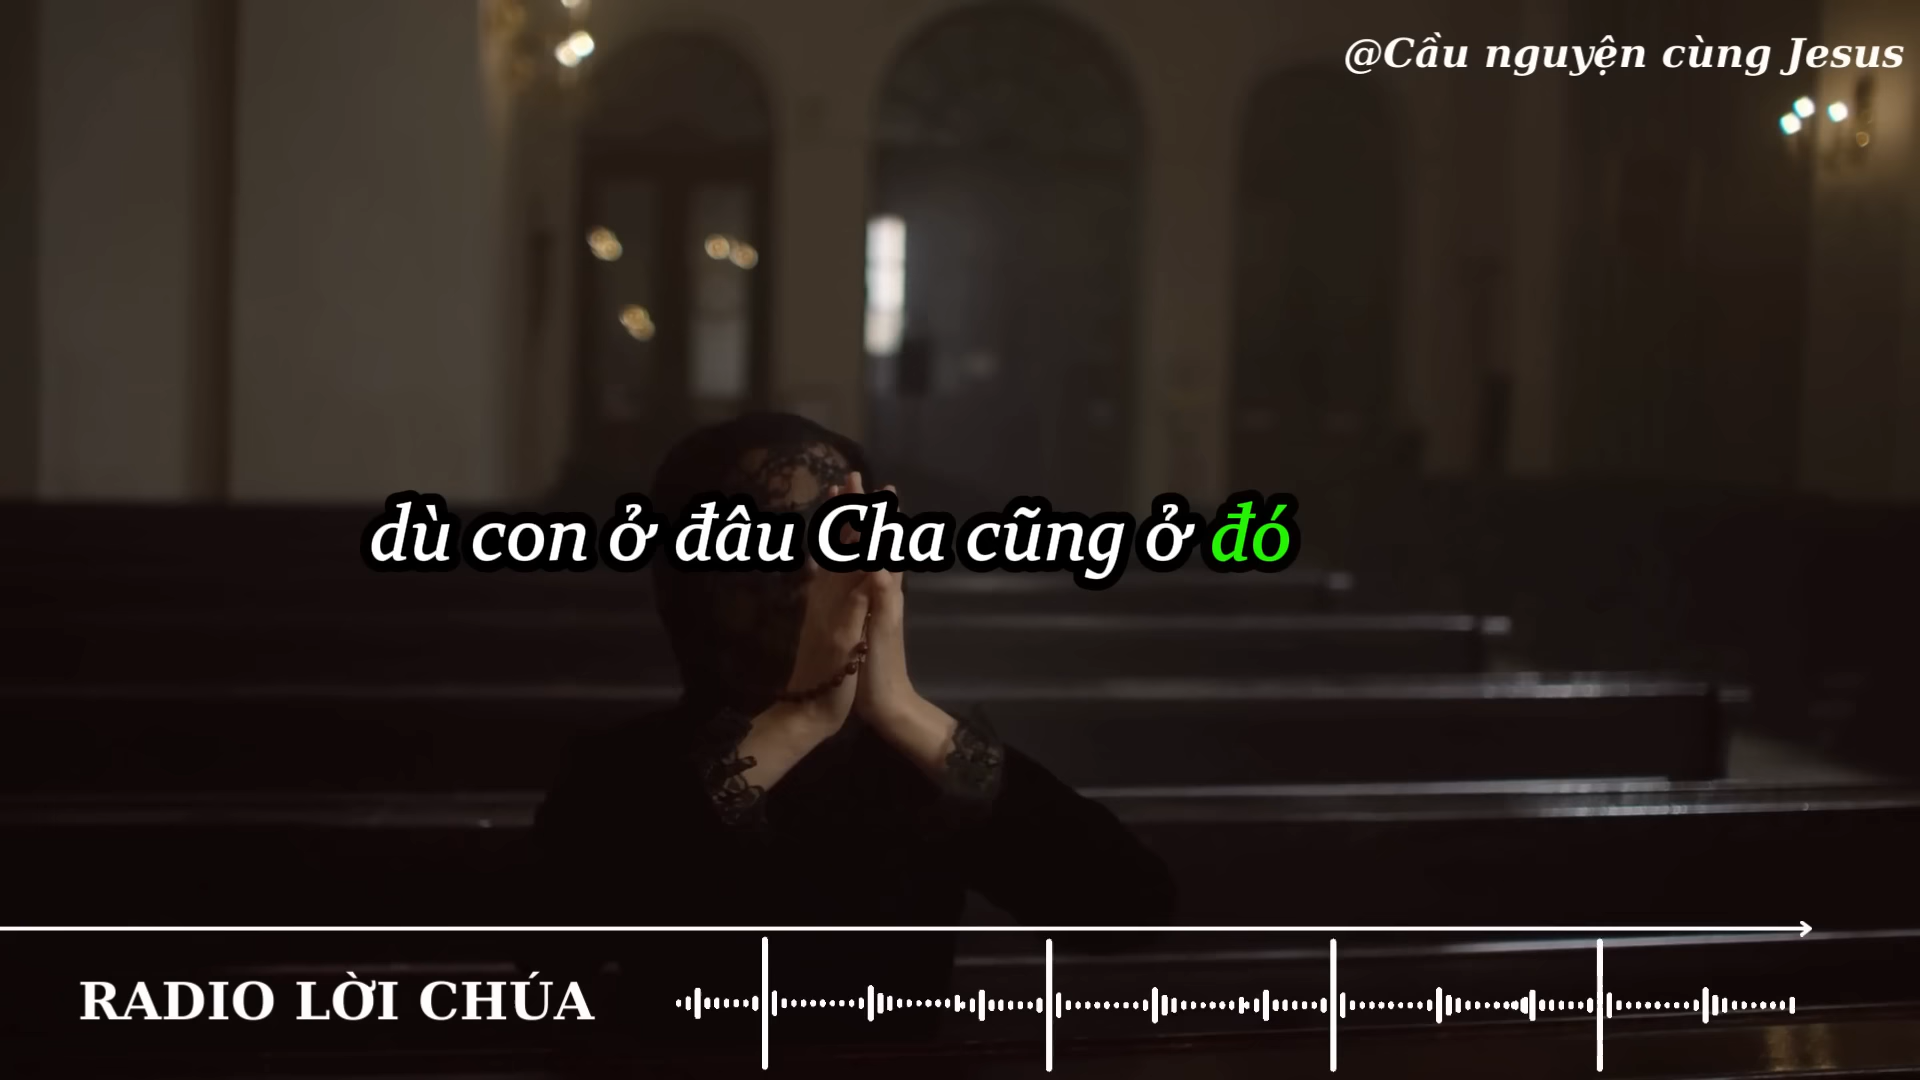 @Cầu nguyện cùng Jesus
dù con ở đâu Cha cũng ở đó
RADIO LỜI CHÚA